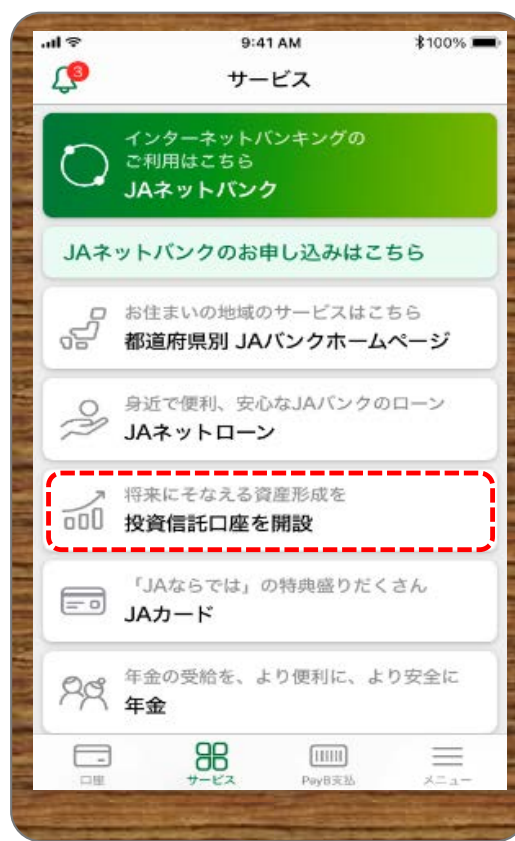 9:41 AM
100%
3
サービス
インターネットバンキングの
ご利用はこちら
JAネットバンク
JAネットバンクのお申し込みはこちら
お住まいの地域のサービスはこちら
都道府県別 JAバンクホームページ
身近で便利、安心なJAバンクのローン
JAネットローン
将来にそなえる資産形成を
投資信託口座を開設
「JAならでは」の特典盛りだくさん
JAカード
年金の受給を、より便利に、より安全に
年金
口座
サービス
PayB支払
メニュー